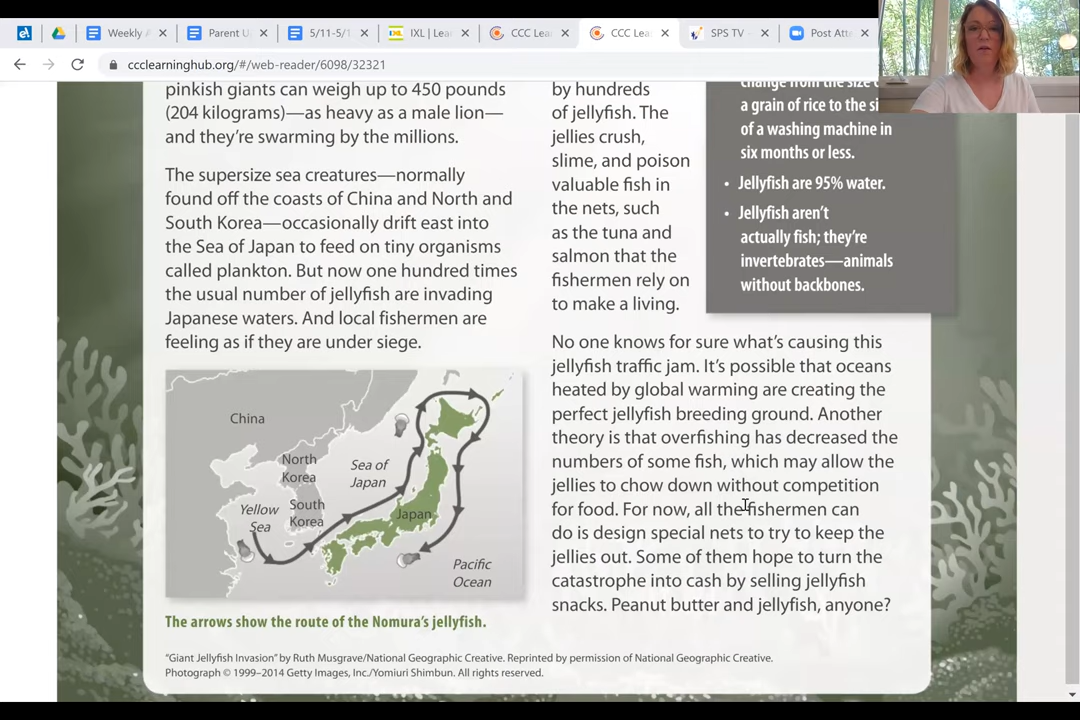 Weekly
Parent U
5/11-5/1
IXL | Lea
CCC Lea
CCC Lea
SPS TV
Post Att
ccclearninghub.org/#/web-reader/6098/32321
pinkish giants can weigh up to 450 pounds
(204 kilograms)—as heavy as a male lion—
and they're swarming by the millions.
The supersize sea creatures—normally
found off the coasts of China and North and
South Korea—occasionally drift east into
the Sea of Japan to feed on tiny organisms
called plankton. But now one hundred times
the usual number of jellyfish are invading
Japanese waters. And local fishermen are
feeling as if they are under siege.
China
North
Korea
South
Korea
Yellow
Sea
Sea of
Japan
Japan
Pacific
Ocean
The arrows show the route of the Nomura's jellyfish.
by hundreds
of jellyfish. The
jellies crush,
slime, and poison
valuable fish in
the nets, such
as the tuna and
salmon that the
fishermen rely on
to make a living.
change from the size
a grain of rice to the si
of a washing machine in
six months or less.
• Jellyfish are 95% water.
• Jellyfish aren't
actually fish; they're
invertebrates—animals
without backbones.
No one knows for sure what's causing this
jellyfish traffic jam. It's possible that oceans
heated by global warming are creating the
perfect jellyfish breeding ground. Another
theory is that overfishing has decreased the
numbers of some fish, which may allow the
jellies to chow down without competition
for food. For now, all the fishermen can
do is design special nets to try to keep the
jellies out. Some of them hope to turn the
catastrophe into cash by selling jellyfish
snacks. Peanut butter and jellyfish, anyone?
"Giant Jellyfish Invasion" by Ruth Musgrave/National Geographic Creative. Reprinted by permission of National Geographic Creative.
Photograph © 1999–2014 Getty Images, Inc./Yomiuri Shimbun. All rights reserved.